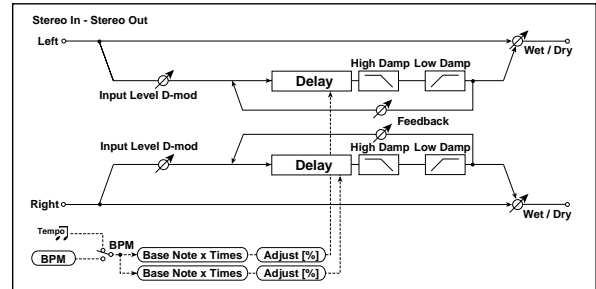 Stereo In - Stereo Out
Left
Wet / Dry
High Damp Low Damp
Delay
Input Level D-mod
Feedback
Input Level D-mod
High Damp Low Damp
Delay
Right
Wet / Dry
Tempo
BPM
BPM
Base Note x Times Adjust [%]
Base Note x Times Adjust [%]